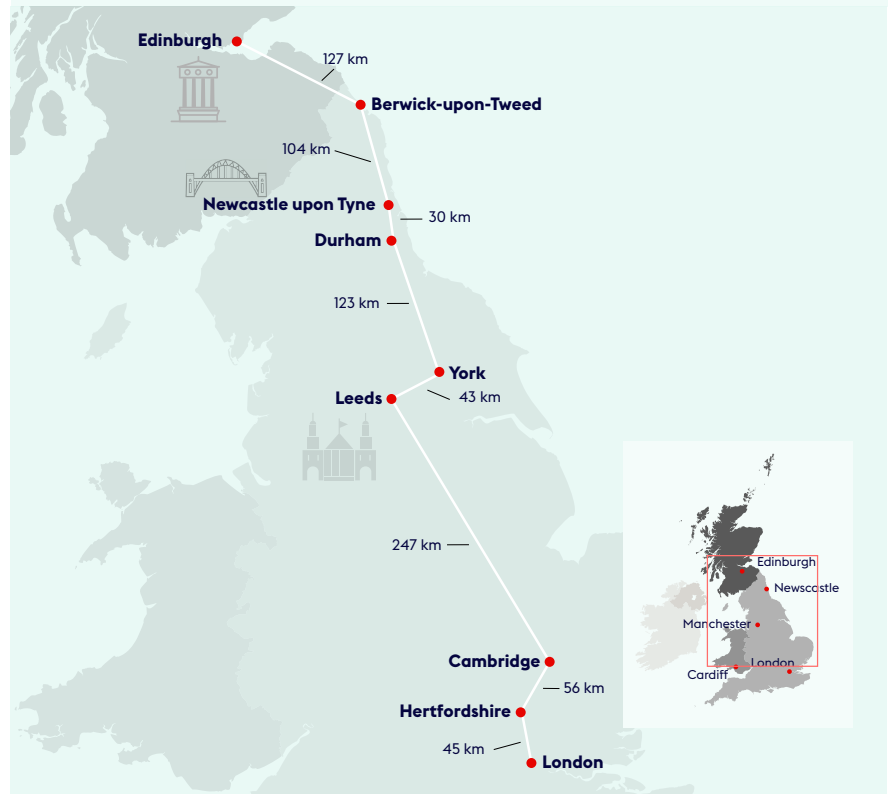 Edinburgh
127 km
Berwick-upon-Tweed
104 km
Newcastle upon Tyne
30 km
Durham
123 km
York
Leeds
43 km
247 km
Cambridge
56 km
Hertfordshire
45 km
London
Edinburgh
Newscastle
Manchester
London
Cardiff